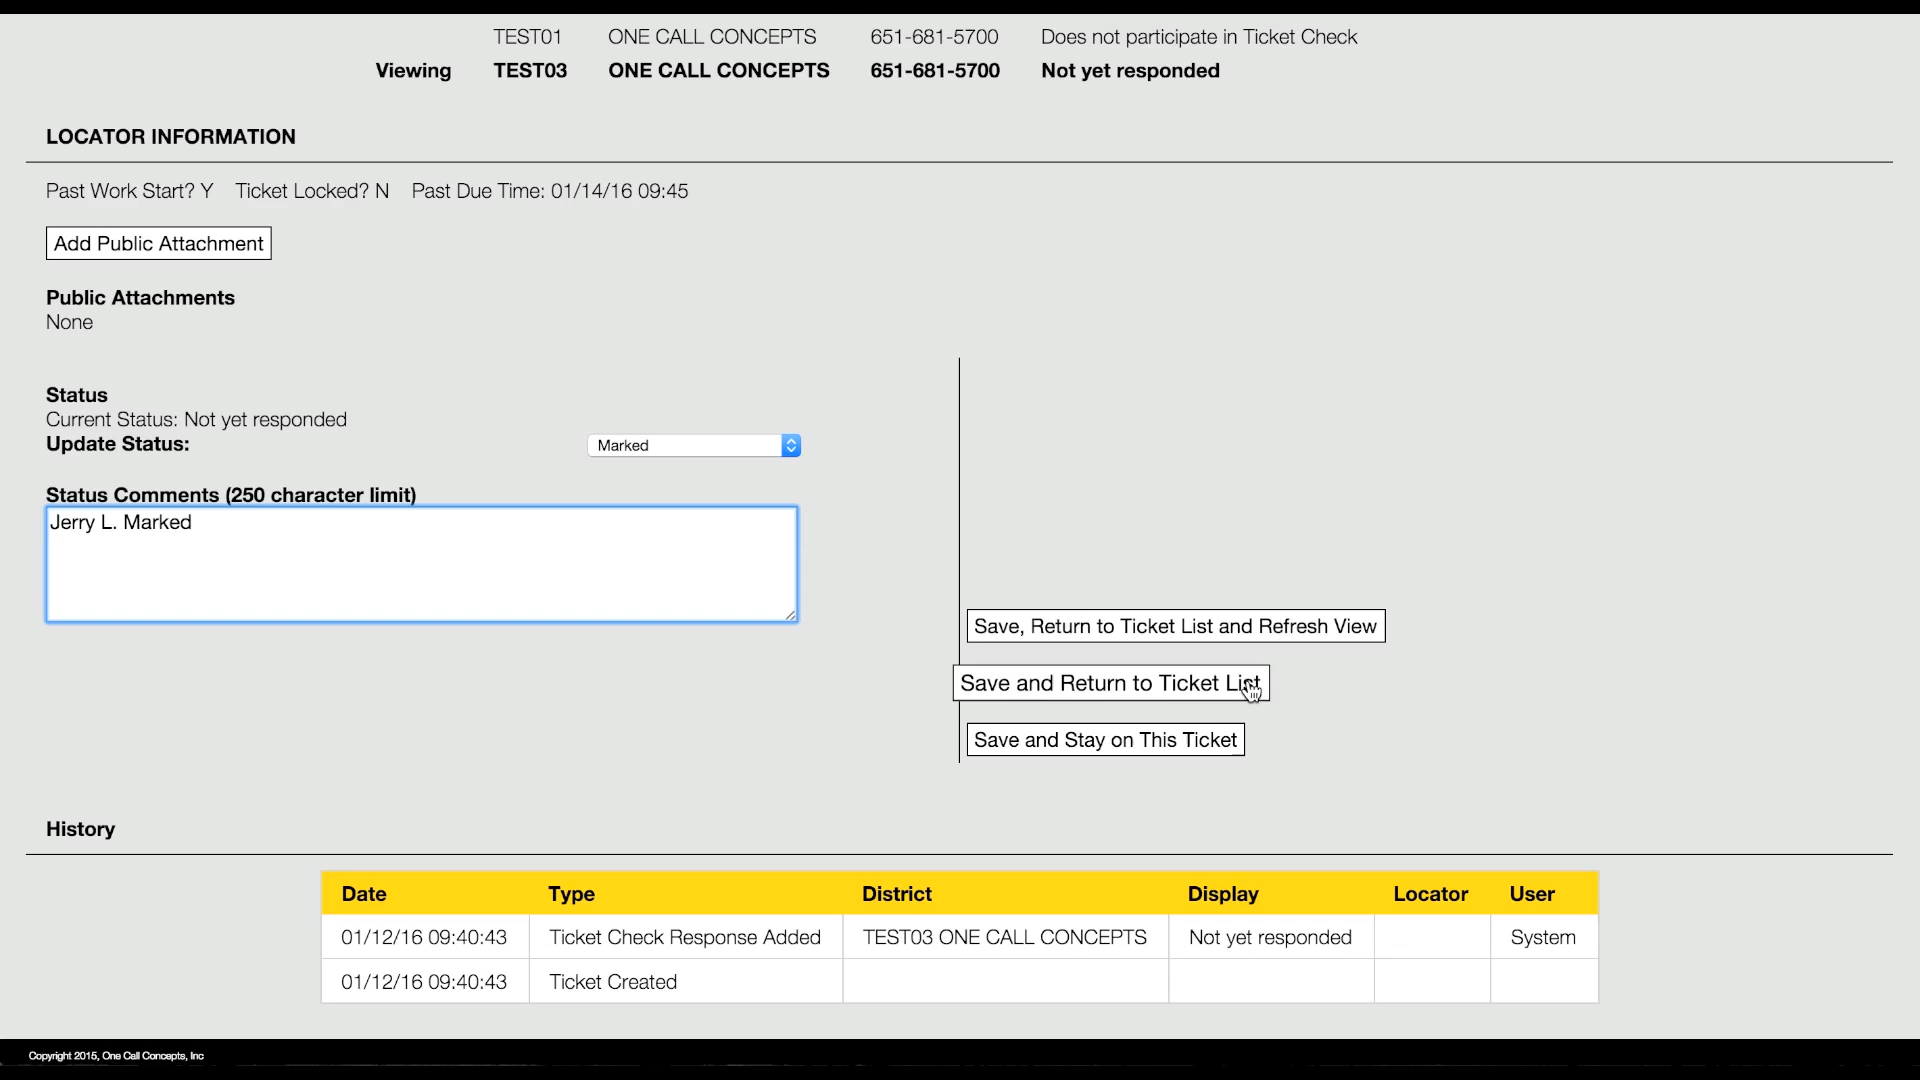 TEST01 ONE CALL CONCEPTS 651-681-5700 Does not participate in Ticket Check
Viewing TEST03 ONE CALL CONCEPTS 651-681-5700 Not yet responded
LOCATOR INFORMATION
Past Work Start? Y Ticket Locked? N Past Due Time: 01/14/16 09:45
Add Public Attachment
Public Attachments
None
Status
Current Status: Not yet responded
Update Status: Marked
Status Comments (250 character limit)
Jerry L. Marked
Save, Return to Ticket List and Refresh View
Save and Return to Ticket List
Save and Stay on This Ticket
History
Date Type District Display Locator User
01/12/16 09:40:43 Ticket Check Response Added TEST03 ONE CALL CONCEPTS Not yet responded System
01/12/16 09:40:43 Ticket Created
Copyright 2015, One Call Concepts, Inc